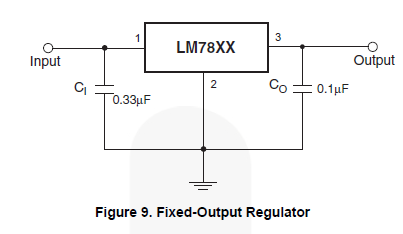 1
LM78XX
3
Input
Output
2
CI
0.33μF
CO
0.1μF
Figure 9. Fixed-Output Regulator